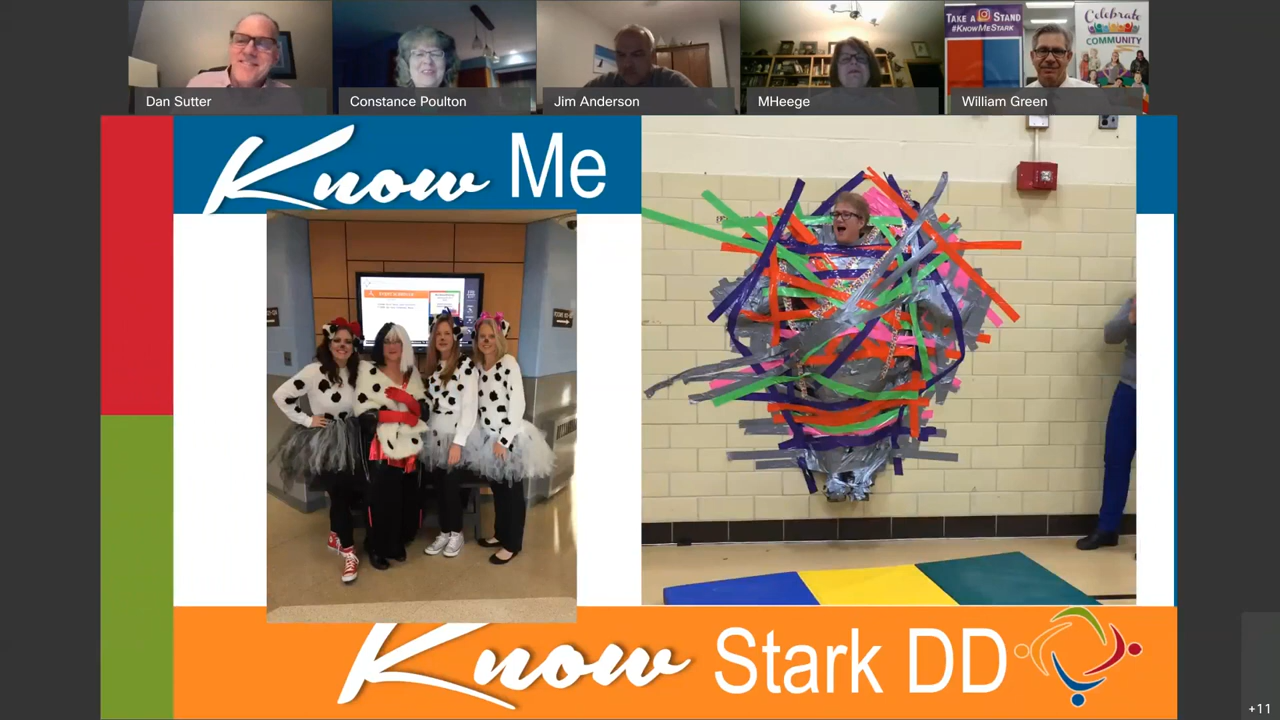 TAKE A STAND
#KNOWMESTARK
Celebrate
COMMUNITY
Dan Sutter
Constance Poulton
Jim Anderson
MHeege
William Green
Know Me
Know Stark DD
+11